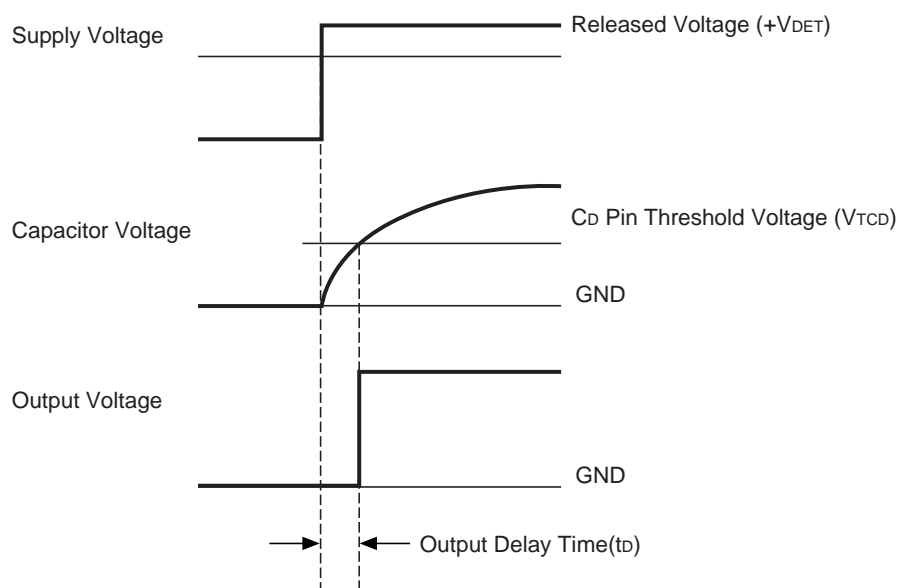 Supply Voltage
Released Voltage (+VDET)
Capacitor Voltage
CD Pin Threshold Voltage (VTCD)
GND
Output Voltage
GND
Output Delay Time(tD)